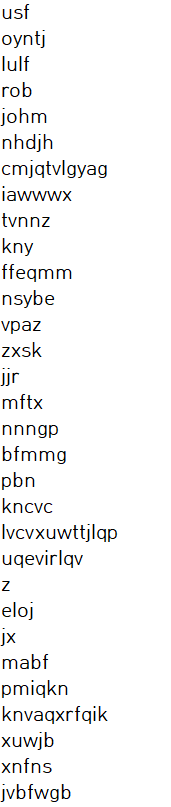 usf
oyntj
lulf
rob
johm
nhdjh
cmjqtvlgyag
iawwwx
tvnnz
kny
ffeqmm
nsybe
vpaz
zxsk
jjr
mftx
nnngp
bfmmg
pbn
kncvc
lvcvxuwttjlqp
uqevirlqv
z
eloj
jx
mabf
pmiqkn
knvaqxrfqik
xuwjb
xnfns
jvbfwgb